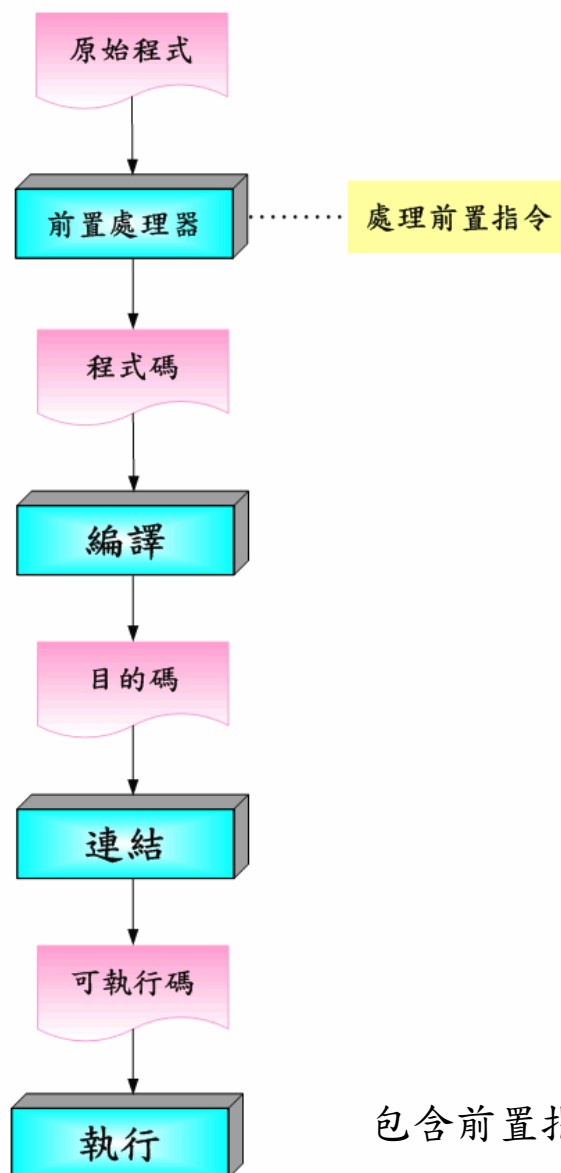 原始程式
前置處理器
處理前置指令
程式碼
編譯
目的碼
連結
可執行碼
執行
包含前置指